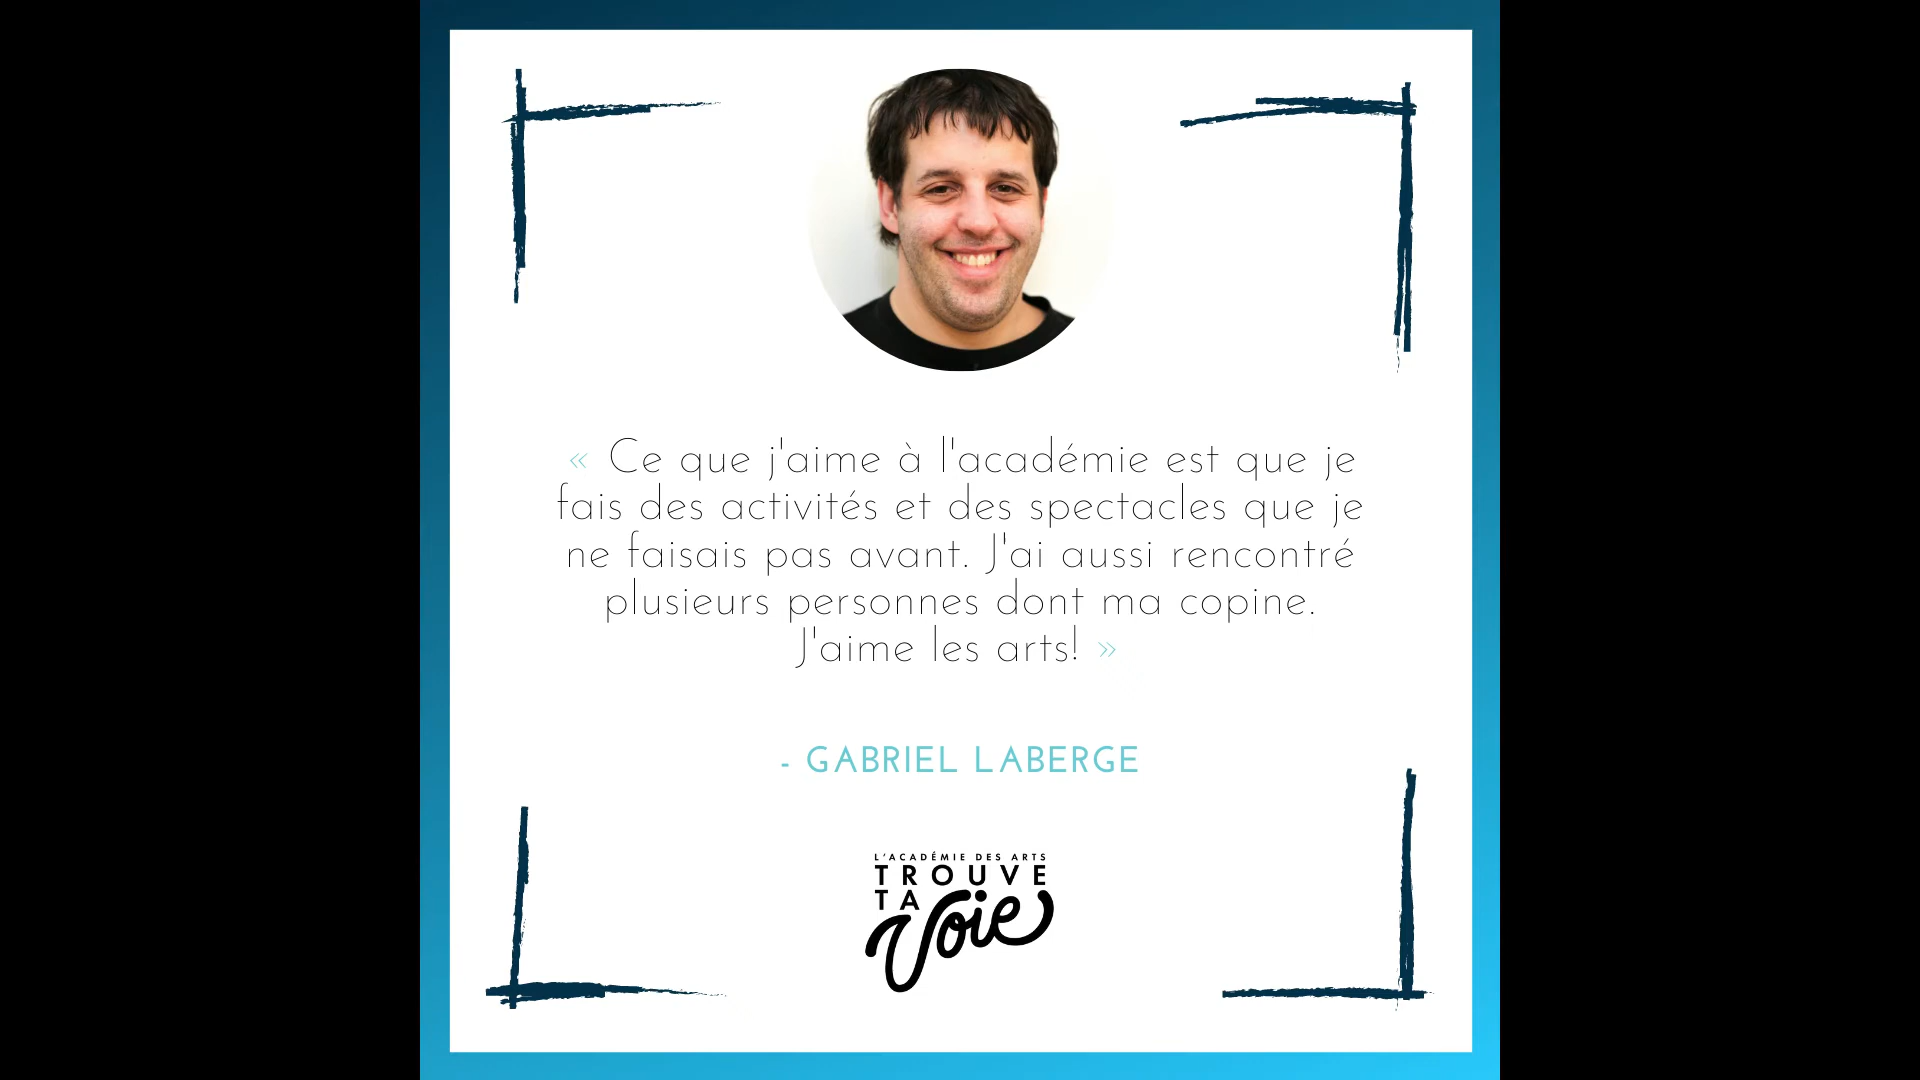 « Ce que j'aime à l'académie est que je
fais des activités et des spectacles que je
ne faisais pas avant. J'ai aussi rencontré
plusieurs personnes dont ma copine.
J'aime les arts! »
- GABRIEL LABERGE
L'ACADÉMIE DES ARTS
TROUVE
TA
Voie